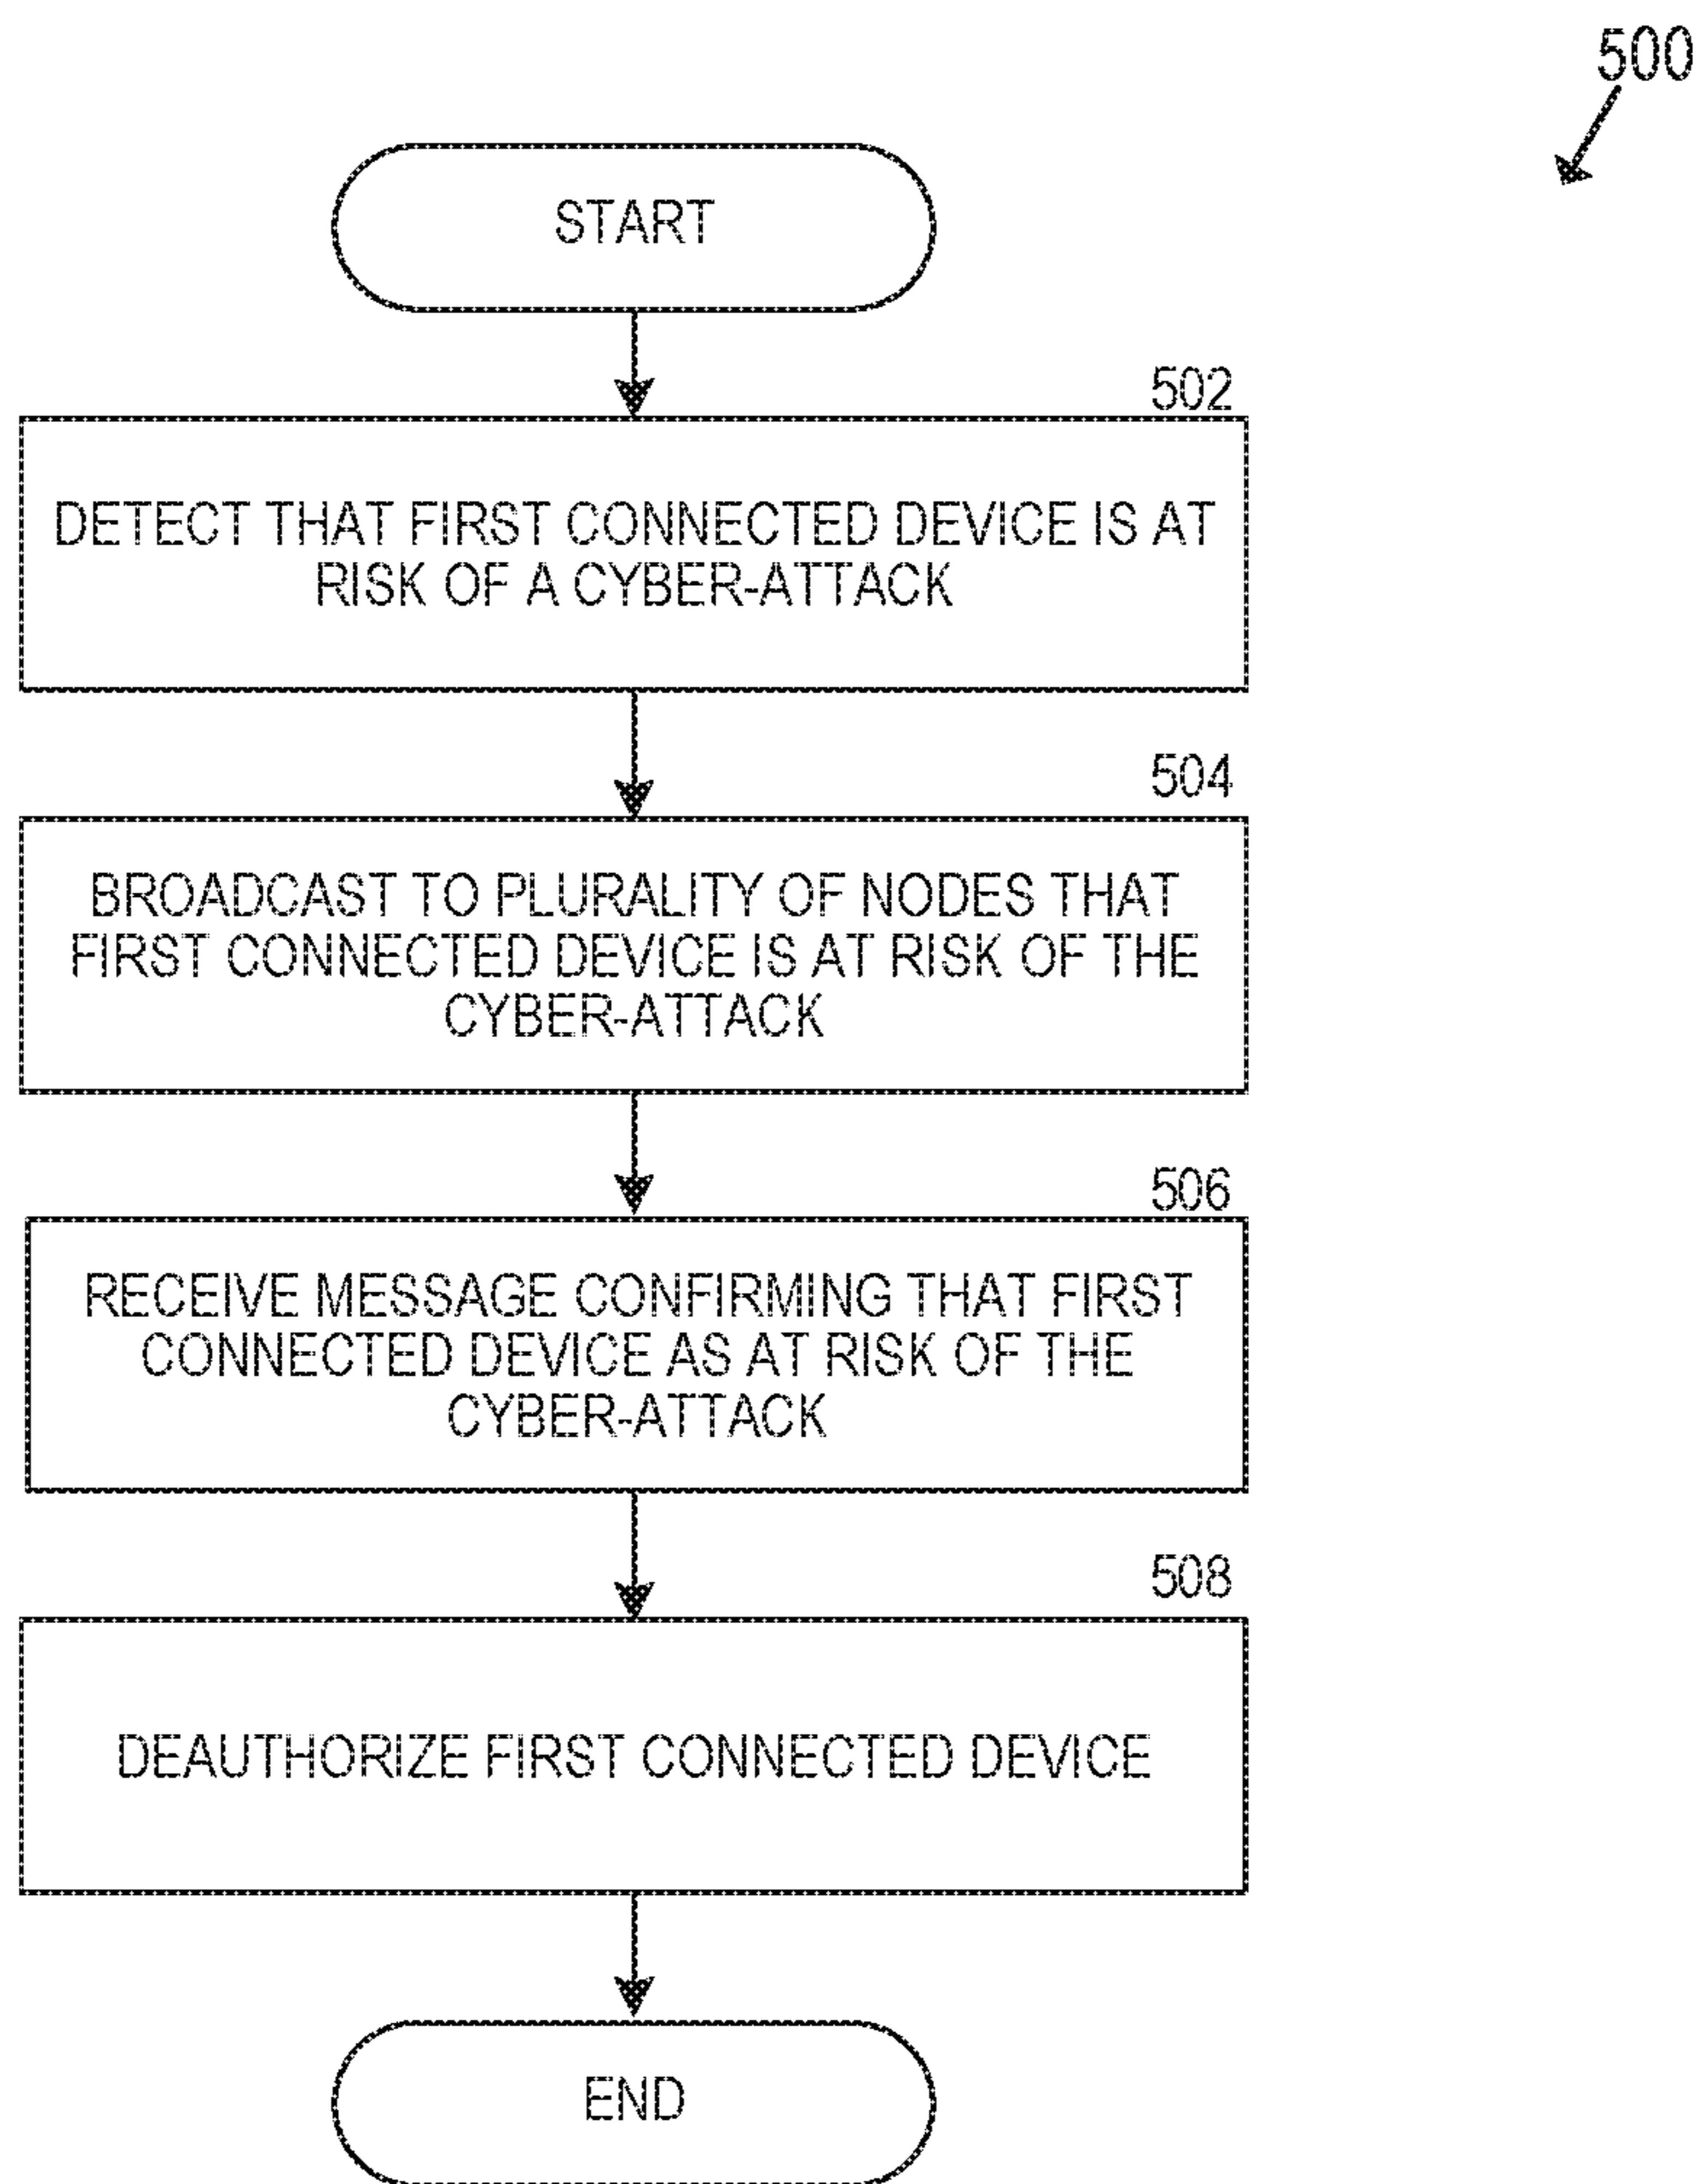 500
START
502
DETECT THAT FIRST CONNECTED DEVICE IS AT
RISK OF A CYBER-ATTACK
504
BROADCAST TO PLURALITY OF NODES THAT
FIRST CONNECTED DEVICE IS AT RISK OF THE
CYBER-ATTACK
506
RECEIVE MESSAGE CONFIRMING THAT FIRST
CONNECTED DEVICE AS AT RISK OF THE
CYBER-ATTACK
508
DEAUTHORIZE FIRST CONNECTED DEVICE
END